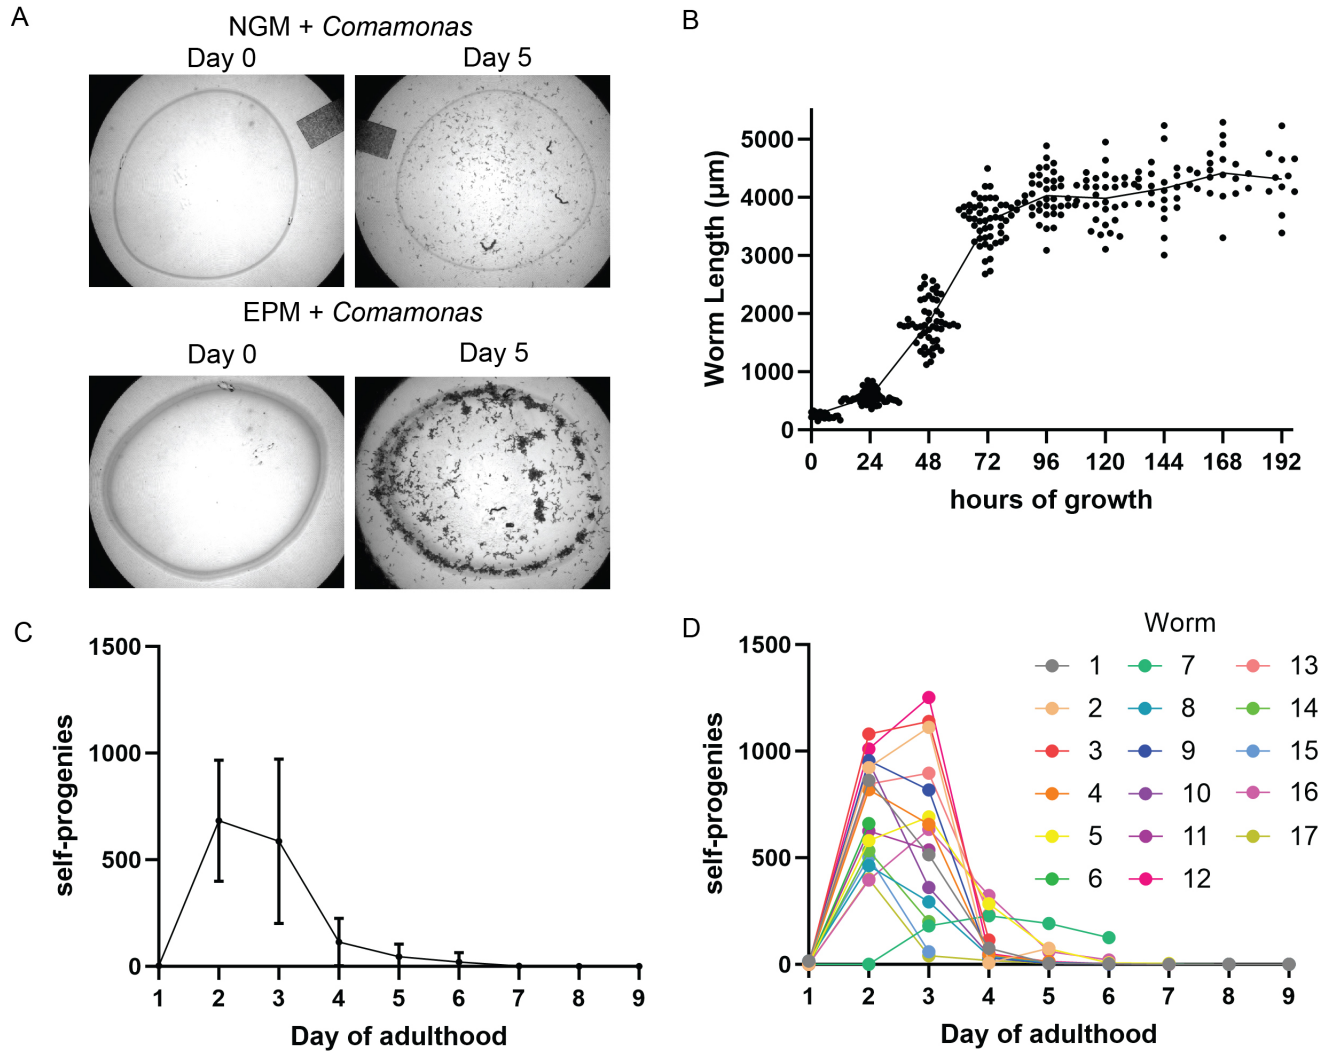 A
NGM + Comamonas
Day 0
Day 5
EPM + Comamonas
Day 0
Day 5
B
Worm Length (µm)
5000
4000
3000
2000
1000
0
0 24 48 72 96 120 144 168 192
hours of growth
C
self-progenies
1500
1000
500
0
1 2 3 4 5 6 7 8 9
Day of adulthood
D
self-progenies
1500
1000
500
0
1 2 3 4 5 6 7 8 9
Day of adulthood
Worm
1 7 13
2 8 14
3 9 15
4 10 16
5 11 17
6 12